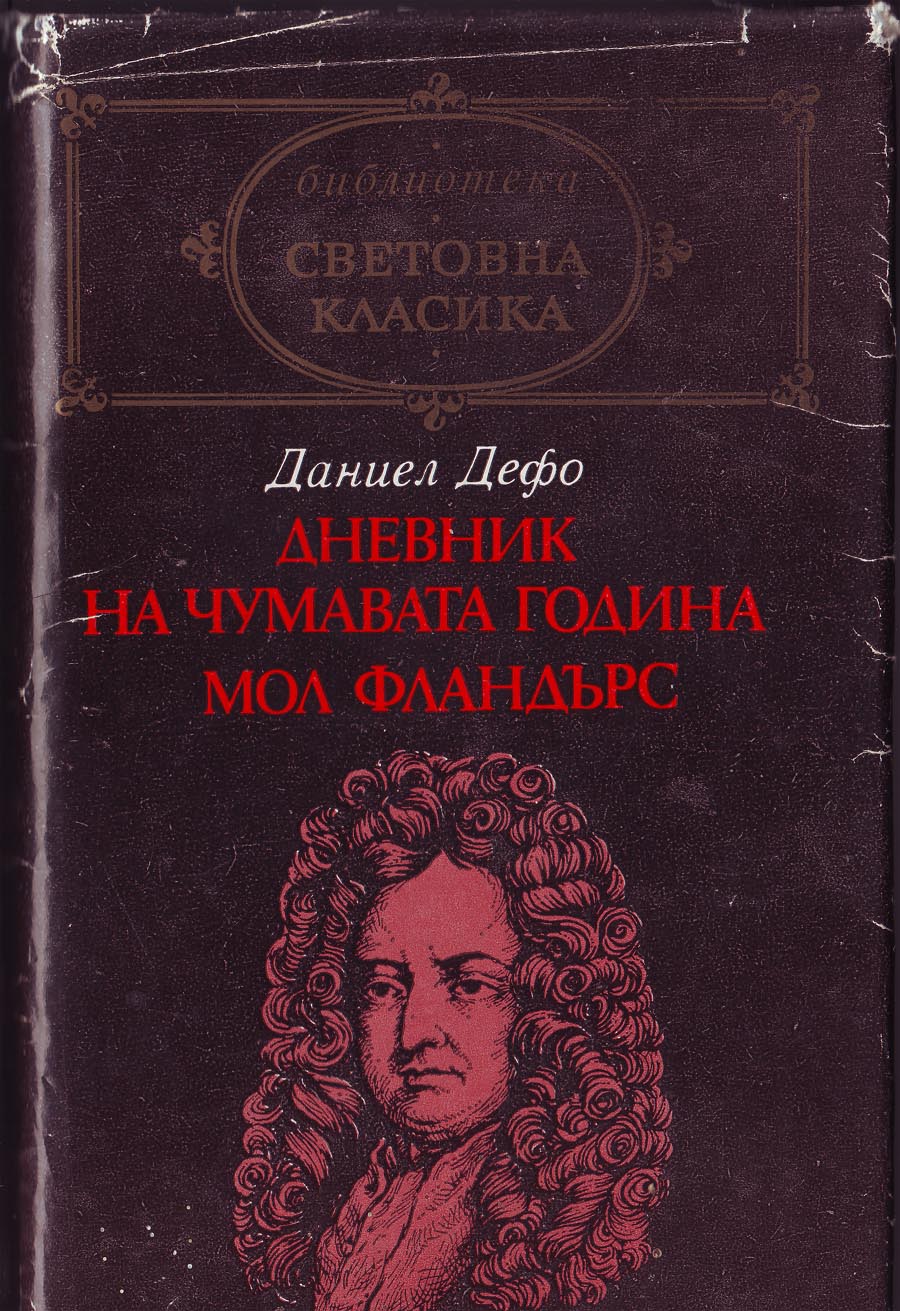 библиотека
СВЕТОВНА
КЛАСИКА
Даниел Дефо
ДНЕВНИК
НА ЧУМАВАТА ГОДИНА
МОЛ ФЛАНДЪРС